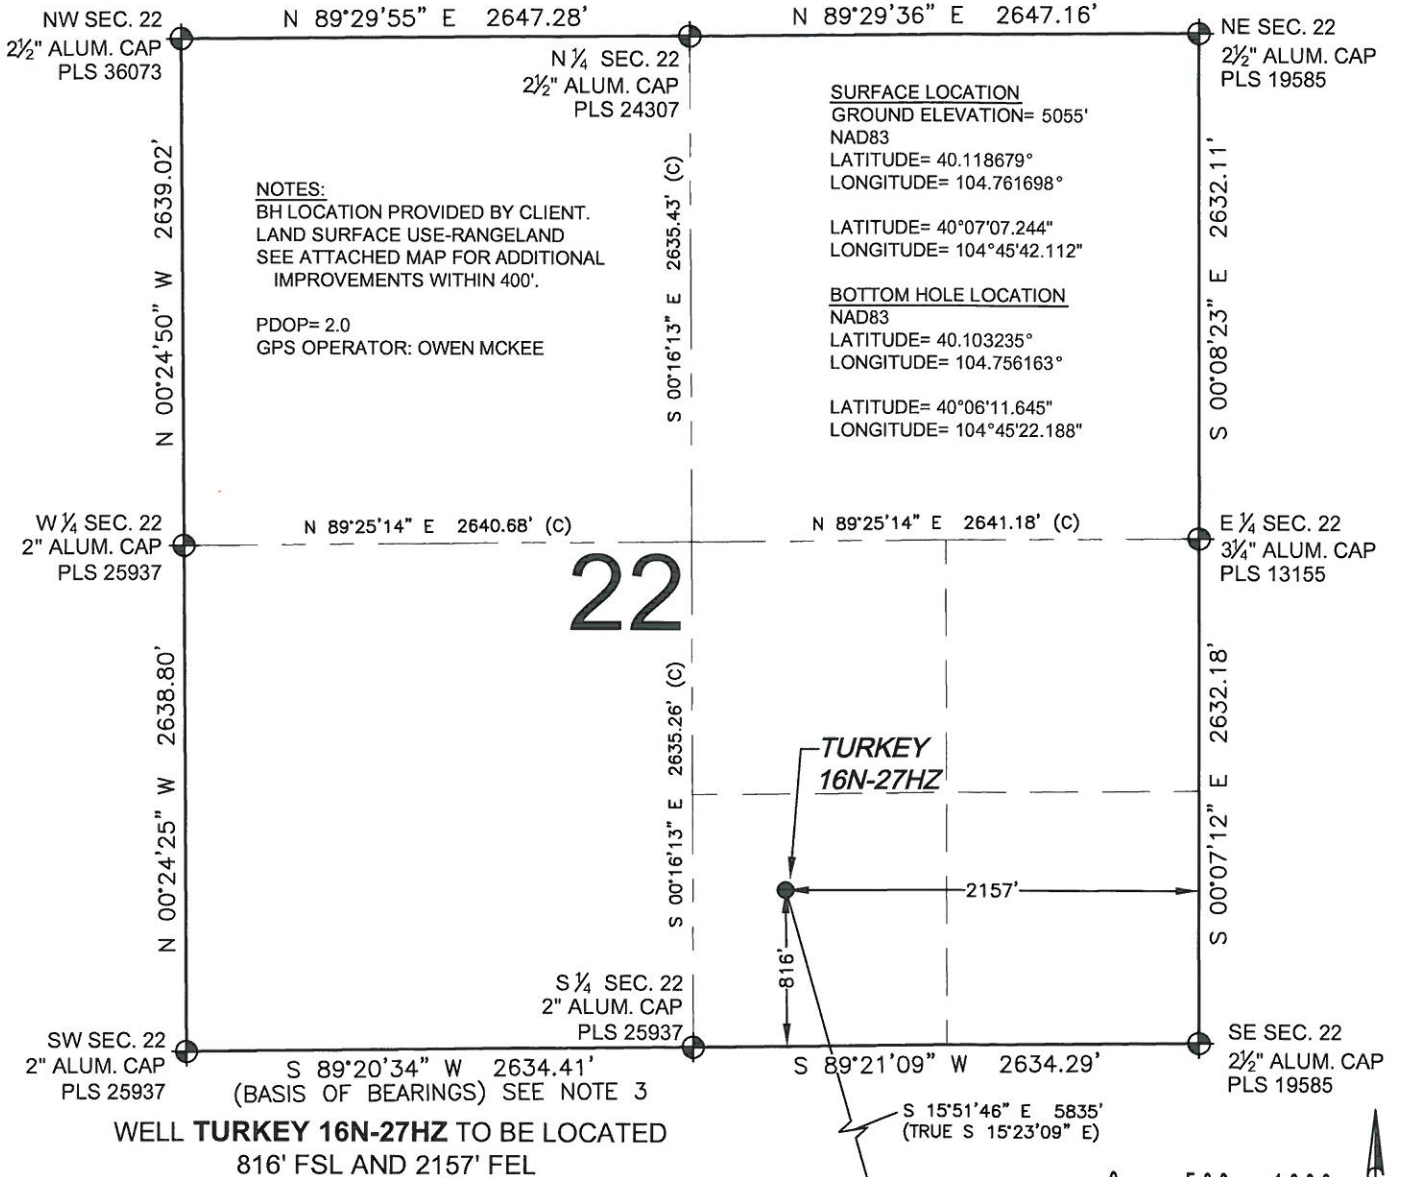 N 89°29'55" E 2647.28'
N 89°29'36" E 2647.16'
NW SEC. 22
2½" ALUM. CAP
PLS 36073
N ¼ SEC. 22
2½" ALUM. CAP
PLS 24307
NE SEC. 22
2½" ALUM. CAP
PLS 19585
SURFACE LOCATION
GROUND ELEVATION= 5055'
NAD83
LATITUDE= 40.118679°
LONGITUDE= 104.761698°
LATITUDE= 40°07'07.244"
LONGITUDE= 104°45'42.112"
BOTTOM HOLE LOCATION
NAD83
LATITUDE= 40.103235°
LONGITUDE= 104.756163°
LATITUDE= 40°06'11.645"
LONGITUDE= 104°45'22.188"
NOTES:
BH LOCATION PROVIDED BY CLIENT.
LAND SURFACE USE-RANGELAND
SEE ATTACHED MAP FOR ADDITIONAL
IMPROVEMENTS WITHIN 400'.
PDOP= 2.0
GPS OPERATOR: OWEN MCKEE
N 00°24'50" W 2639.02'
S 00°16'13" E 2635.43' (C)
S 00°08'23" E 2632.11'
W ¼ SEC. 22
2" ALUM. CAP
PLS 25937
N 89°25'14" E 2640.68' (C)
N 89°25'14" E 2641.18' (C)
E ¼ SEC. 22
3¼" ALUM. CAP
PLS 13155
22
N 00°24'25" W 2638.80'
S 00°16'13" E 2635.26' (C)
S 00°07'12" E 2632.18'
TURKEY
16N-27HZ
2157'
816'
S ¼ SEC. 22
2" ALUM. CAP
PLS 25937
SW SEC. 22
2" ALUM. CAP
PLS 25937
SE SEC. 22
2½" ALUM. CAP
PLS 19585
S 89°20'34" W 2634.41'
(BASIS OF BEARINGS) SEE NOTE 3
S 89°21'09" W 2634.29'
S 15°51'46" E 5835'
(TRUE S 15°23'09" E)
WELL TURKEY 16N-27HZ TO BE LOCATED
816' FSL AND 2157' FEL